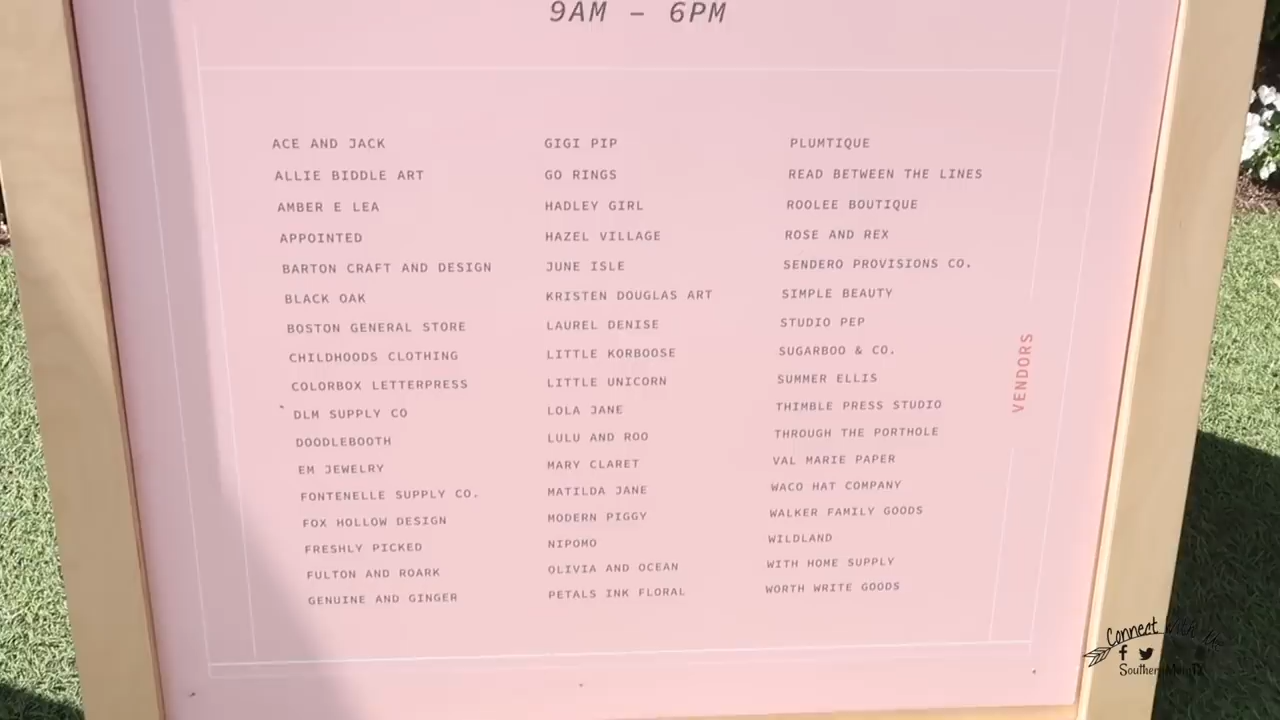 9AM – 6PM
ACE AND JACK
ALLIE BIDDLE ART
AMBER E LEA
APPOINTED
BARTON CRAFT AND DESIGN
BLACK OAK
BOSTON GENERAL STORE
CHILDHOODS CLOTHING
COLORBOX LETTERPRESS
DLM SUPPLY CO
DOODLEBOOTH
EM JEWELRY
FONTENELLE SUPPLY CO.
FOX HOLLOW DESIGN
FRESHLY PICKED
FULTON AND ROARK
GENUINE AND GINGER
GIGI PIP
GO RINGS
HADLEY GIRL
HAZEL VILLAGE
JUNE ISLE
KRISTEN DOUGLAS ART
LAUREL DENISE
LITTLE KORBOOSE
LITTLE UNICORN
LOLA JANE
LULU AND ROO
MARY CLARET
MATILDA JANE
MODERN PIGGY
NIPOMO
OLIVIA AND OCEAN
PETALS INK FLORAL
PLUMTIQUE
READ BETWEEN THE LINES
ROOLEE BOUTIQUE
ROSE AND REX
SENDERO PROVISIONS CO.
SIMPLE BEAUTY
STUDIO PEP
SUGARBOO & CO.
SUMMER ELLIS
THIMBLE PRESS STUDIO
THROUGH THE PORTHOLE
VAL MARIE PAPER
WACO HAT COMPANY
WALKER FAMILY GOODS
WILDLAND
WITH HOME SUPPLY
WORTH WRITE GOODS
VENDORS
Connect With